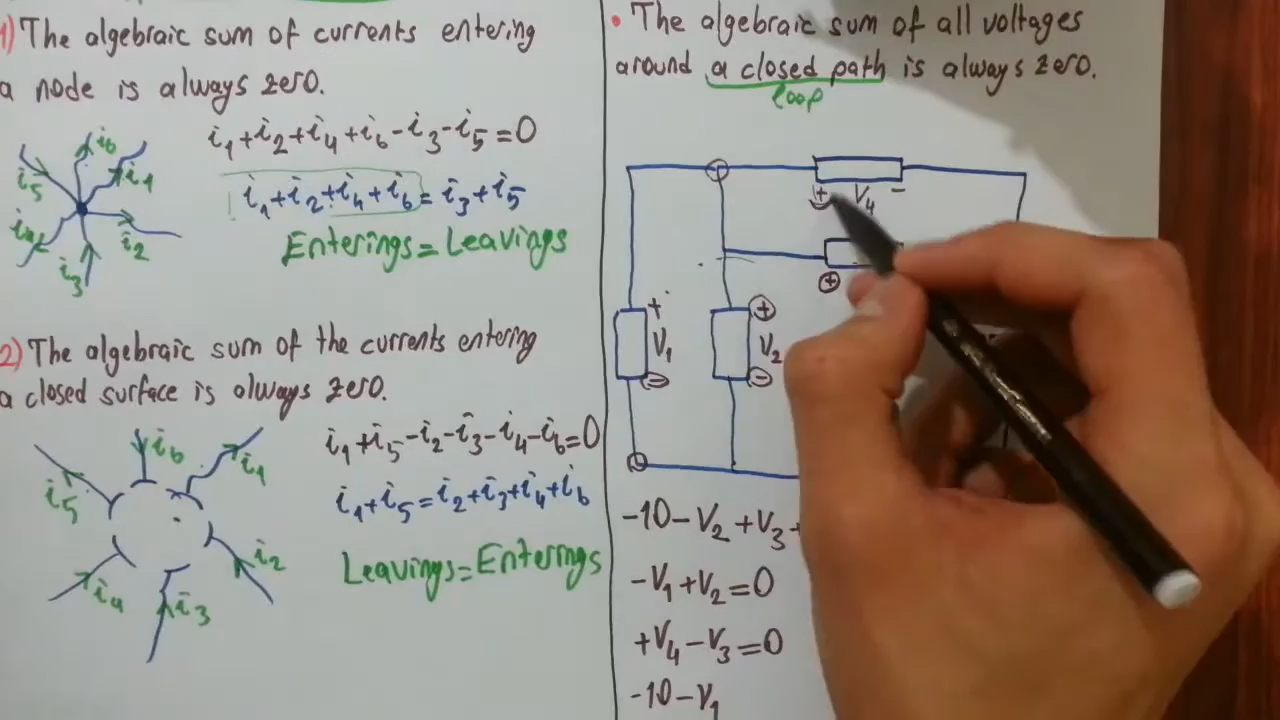 1) The algebraic sum of currents entering
a node is always zero.
i6
i5
i1
i1+i2+i4+i6-i3-i5=0
i1+i2+i4+i6=i3+i5
i4
i2
i3
Enterings=Leavings
2) The algebraic sum of the currents entering
a closed surface is always zero.
i6
i1
i5
i1+i5-i2-i3-i4-i6=0
i1+i5=i2+i3+i4+i6
i2
i4
i3
Leavings=Enterings
• The algebraic sum of all voltages
around a closed path is always zero.
loop
+ V4 -
+
+ V1 -
+ V2 -
-10-V2+V3+
-V1+V2=0
+V4-V3=0
-10-V1